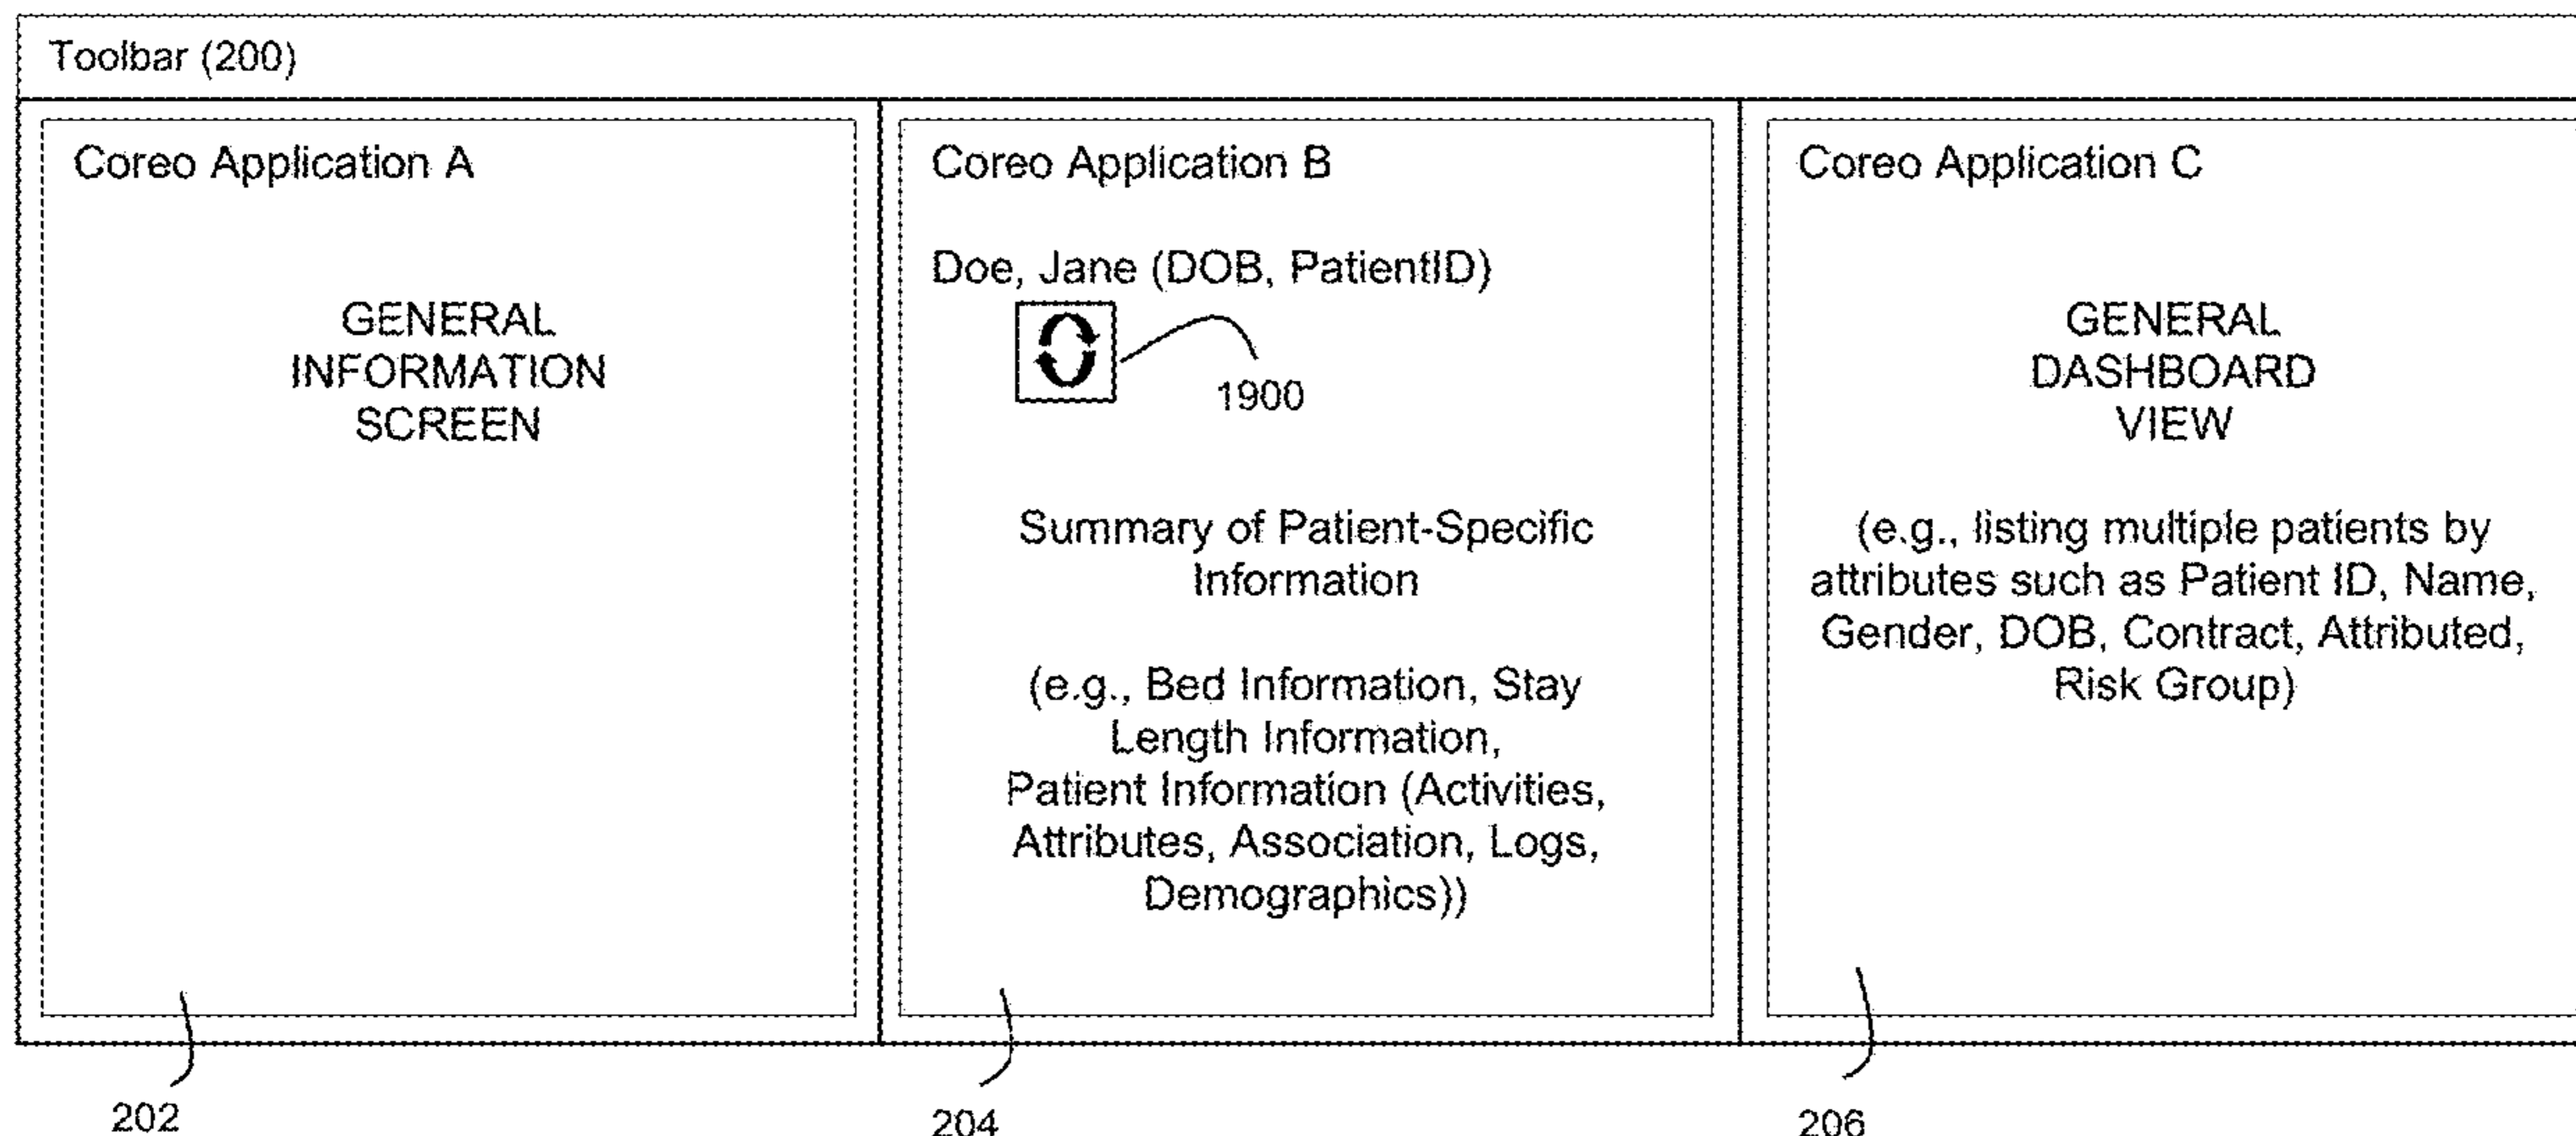 Toolbar (200)
Coreo Application A
GENERAL
INFORMATION
SCREEN
202
Coreo Application B
Doe, Jane (DOB, PatientID)
1900
Summary of Patient-Specific
Information
(e.g., Bed Information, Stay
Length Information,
Patient Information (Activities,
Attributes, Association, Logs,
Demographics))
204
Coreo Application C
GENERAL
DASHBOARD
VIEW
(e.g., listing multiple patients by
attributes such as Patient ID, Name,
Gender, DOB, Contract, Attributed,
Risk Group)
206